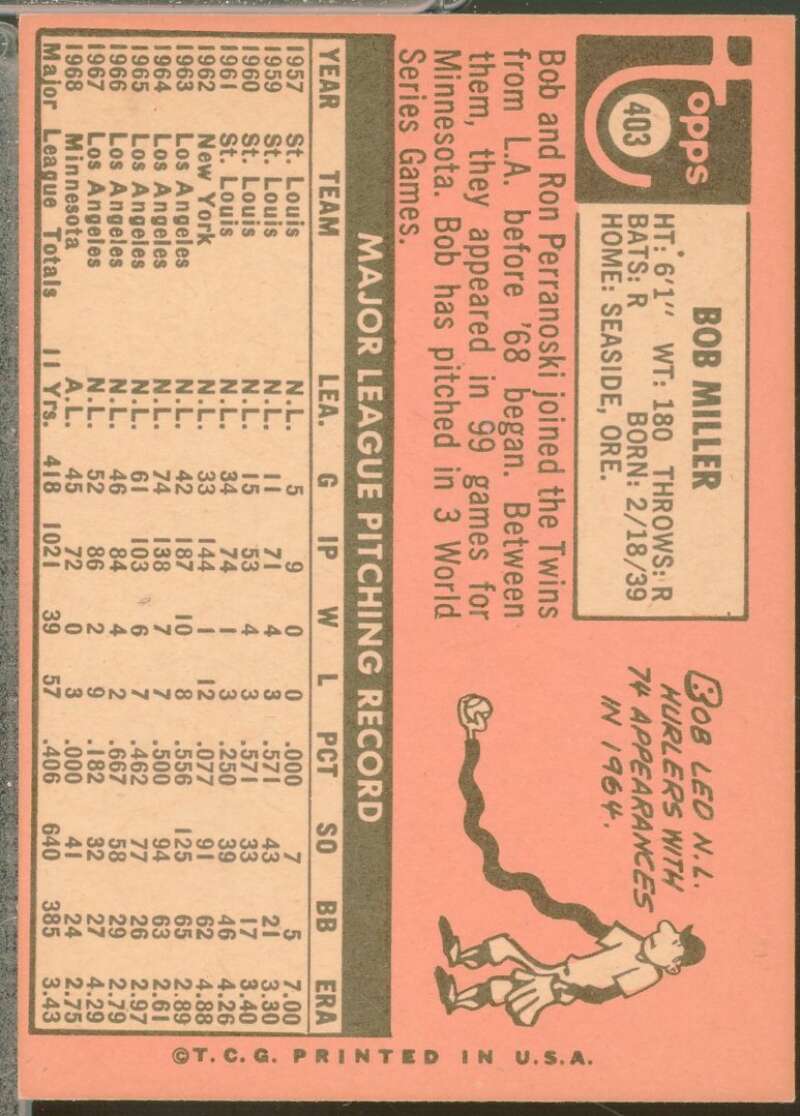 Topps
403
BOB MILLER
HT: 6'1" WT: 180 THROWS: R
BATS: R BORN: 2/18/39
HOME: SEASIDE, ORE.
BOB LED N.L.
HURLERS WITH
74 APPEARANCES
IN 1964.
Bob and Ron Perranoski joined the Twins
from L.A. before '68 began. Between
them, they appeared in 99 games for
Minnesota. Bob has pitched in 3 World
Series Games.
MAJOR LEAGUE PITCHING RECORD
YEAR TEAM LEA. G IP W L PCT SO BB ERA
1957 St. Louis N.L. 5 9 0 0 .000 7 5 7.00
1959 St. Louis N.L. 11 71 4 3 .571 43 21 3.30
1960 St. Louis N.L. 15 53 4 3 .571 33 17 3.40
1961 St. Louis N.L. 34 74 1 3 .250 39 46 4.26
1962 New York N.L. 33 144 1 12 .077 91 62 4.88
1963 Los Angeles N.L. 42 187 10 8 .556 125 65 2.89
1964 Los Angeles N.L. 74 138 7 7 .500 94 63 2.61
1965 Los Angeles N.L. 61 103 6 7 .462 77 26 2.97
1966 Los Angeles N.L. 46 84 4 2 .667 58 29 2.79
1967 Los Angeles N.L. 52 86 2 9 .182 32 27 4.29
1968 Minnesota A.L. 45 72 0 3 .000 41 24 2.75
Major League Totals 11 Yrs. 418 1021 39 57 .406 640 385 3.43
©T.C.G. PRINTED IN U.S.A.